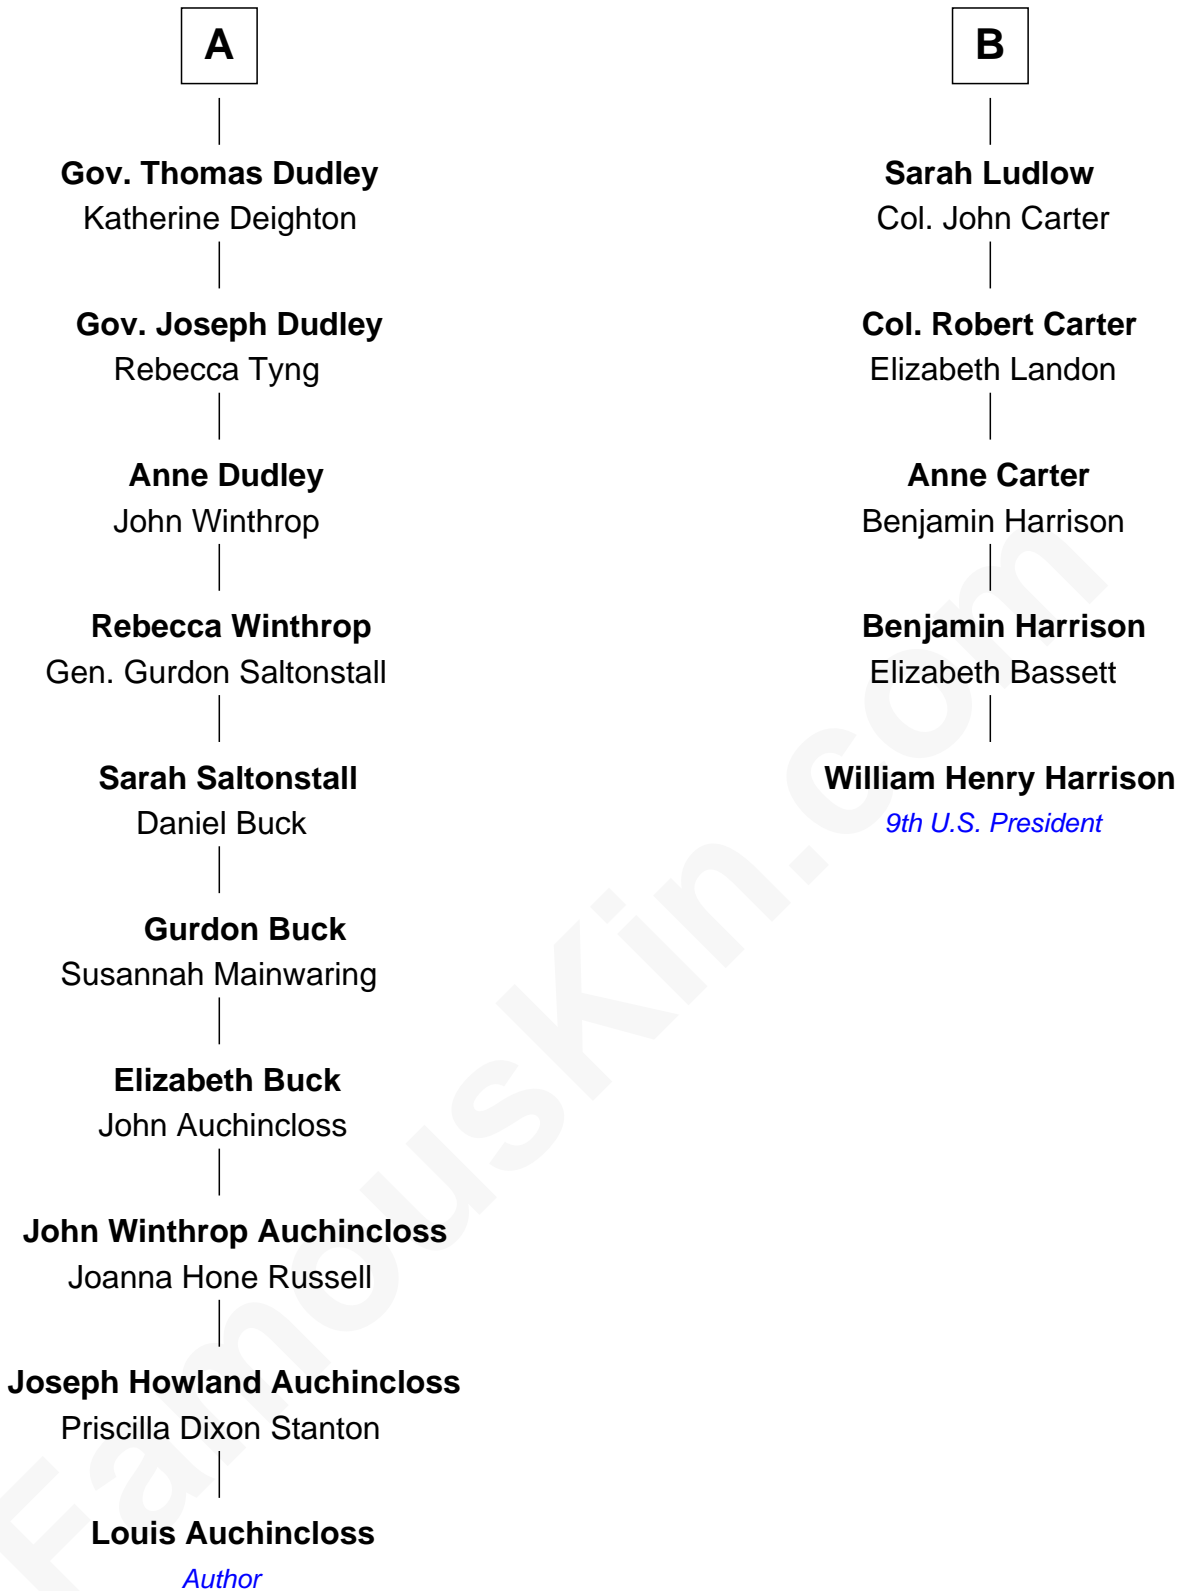 A
Gov. Thomas Dudley
Katherine Deighton
Gov. Joseph Dudley
Rebecca Tyng
Anne Dudley
John Winthrop
Rebecca Winthrop
Gen. Gurdon Saltonstall
Sarah Saltonstall
Daniel Buck
Gurdon Buck
Susannah Mainwaring
Elizabeth Buck
John Auchincloss
John Winthrop Auchincloss
Joanna Hone Russell
Joseph Howland Auchincloss
Priscilla Dixon Stanton
Louis Auchincloss
Author
B
Sarah Ludlow
Col. John Carter
Col. Robert Carter
Elizabeth Landon
Anne Carter
Benjamin Harrison
Benjamin Harrison
Elizabeth Bassett
William Henry Harrison
9th U.S. President
FamousKin.com